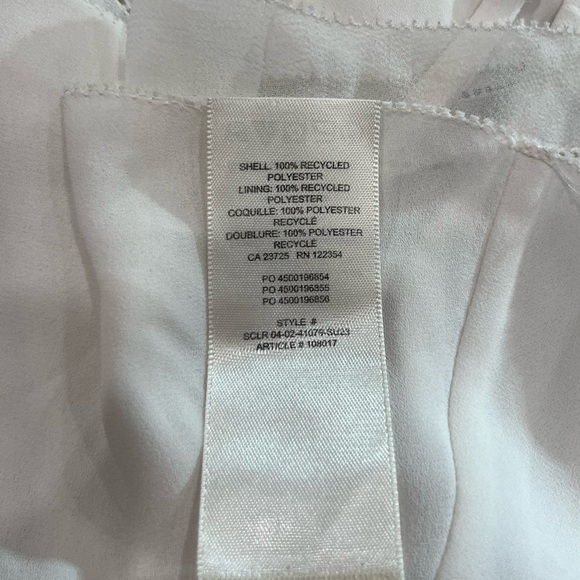 SHELL: 100% RECYCLED
POLYESTER
LINING: 100% RECYCLED
POLYESTER
COQUILLE: 100% POLYESTER
RECYCLÉ
DOUBLURE: 100% POLYESTER
RECYCLÉ
CA 23725 RN 122354
PO 4500196854
PO 4500196855
PO 4500196856
STYLE #
SCLR 04-02-41076-SU23
ARTICLE # 108017